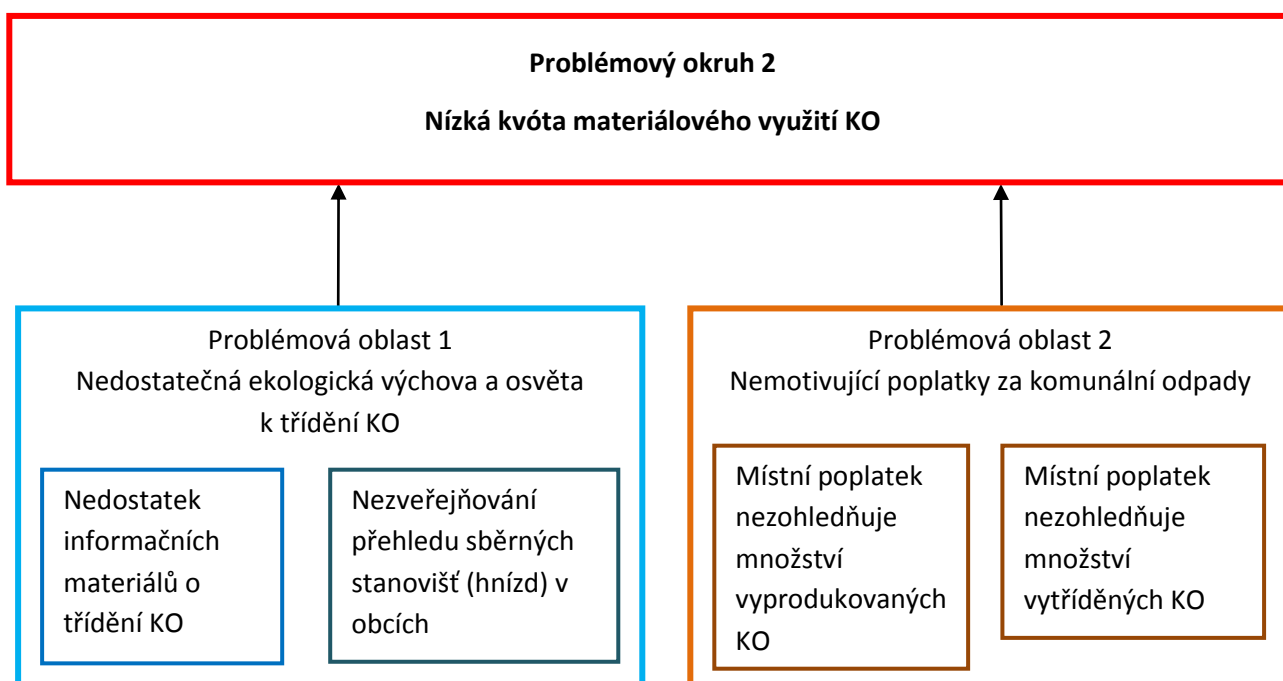 Problémový okruh 2
Nízká kvóta materiálového využití KO
Problémová oblast 1
Nedostatečná ekologická výchova a osvěta
k třídění KO
Nedostatek
informačních
materiálů o
třídění KO
Nezveřejňování
přehledu sběrných
stanovišť (hnízd) v
obcích
Problémová oblast 2
Nemotivující poplatky za komunální odpady
Místní poplatek
nezohledňuje
množství
vyprodukovaných
KO
Místní poplatek
nezohledňuje
množství
vytříděných KO